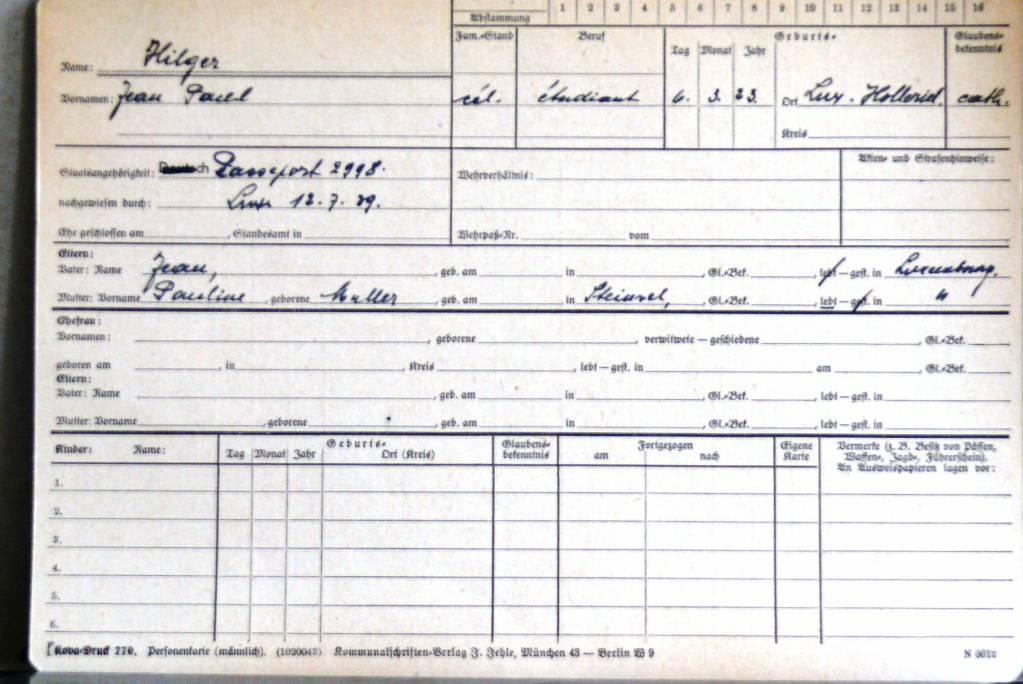 Abstammung 1 2 3 4 5 6 7 8 9 10 11 12 13 14 15 16
Fam.-Stand Beruf Geburts- Glaubens-bekenntnis
Tag Monat Jahr
Name: Hilger
Vornamen: Jean Paul cél. étudiant 6. 3. 23. Ort Lux. Hollerich. cath.
Kreis
Akten- und Strafenhinweise:
Staatsangehörigkeit: Deutsch Passeport 2998. Wehrverhältnis:
nachgewiesen durch: Lux 12.7.39.
Ehe geschlossen am , Standesamt in Wehrpaß-Nr. vom
Eltern:
Vater: Name Jean, , geb. am in , Gl.-Bek. , lebt — gest. in Luxembourg.
Mutter: Vorname Pauline , geborene Muller , geb. am in Steinsel, , Gl.-Bek. , lebt — gest. in "
Ehefrau:
Vornamen: , geborene , verwitwete — geschiedene , Gl.-Bek.
geboren am , in , Kreis , lebt — gest. in am , Gl.-Bek.
Eltern:
Vater: Name , geb. am in , Gl.-Bek. , lebt — gest. in
Mutter: Vorname , geborene , geb. am in , Gl.-Bek. , lebt — gest. in
Kinder: Name: Geburts- Glaubens-bekenntnis Fortgezogen Eigene Karte Vermerke (z. B. Besitz von Pässen, Waffen-, Jagd-, Führerschein).
Tag Monat Jahr Ort (Kreis) am nach An Ausweispapieren lagen vor:
1.
2.
3.
4.
5.
6.
Kova-Druck 770. Personenkarte (männlich). (1020043) Kommunalschriften-Verlag J. Jehle, München 43 — Berlin W 9